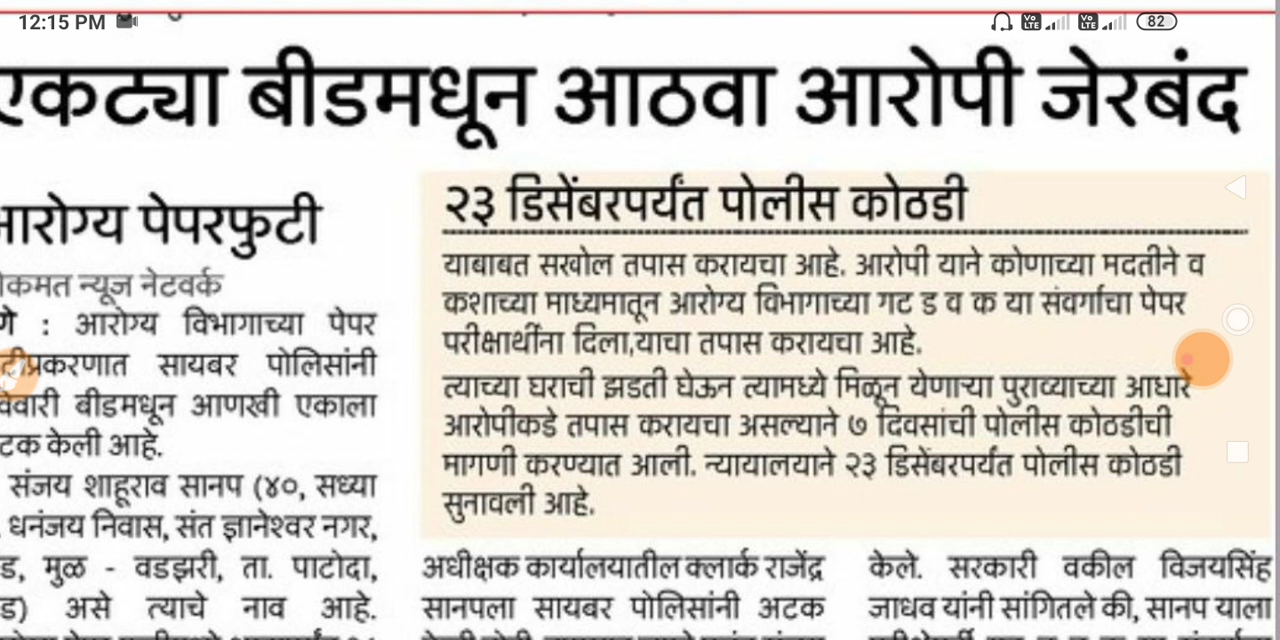 12:15 PM
82
एकट्या बीडमधून आठवा आरोपी जेरबंद
आरोग्य पेपरफुटी
लोकमत न्यूज नेटवर्क
: आरोग्य विभागाच्या पेपर
सायबर पोलिसांनी
बीडमधून आणखी एकाला
अटक केली आहे.
संजय शाहूराव सानप (४०, सध्या
धनंजय निवास, संत ज्ञानेश्वर नगर,
मुळ - वडझरी, ता. पाटोदा,
असे त्याचे नाव आहे.
२३ डिसेंबरपर्यंत पोलीस कोठडी
याबाबत सखोल तपास करायचा आहे. आरोपी याने कोणाच्या मदतीने व
कशाच्या माध्यमातून आरोग्य विभागाच्या गट ड व क या संवर्गाचा पेपर
परीक्षार्थींना दिला,याचा तपास करायचा आहे.
त्याच्या घराची झडती घेऊन त्यामध्ये मिळून येणाऱ्या पुराव्याच्या आधारे
आरोपीकडे तपास करायचा असल्याने ७ दिवसांची पोलीस कोठडीची
मागणी करण्यात आली. न्यायालयाने २३ डिसेंबरपर्यंत पोलीस कोठडी
सुनावली आहे.
अधीक्षक कार्यालयातील क्लार्क राजेंद्र
सानपला सायबर पोलिसांनी अटक
केले. सरकारी वकील विजयसिंह
जाधव यांनी सांगितले की, सानप याला